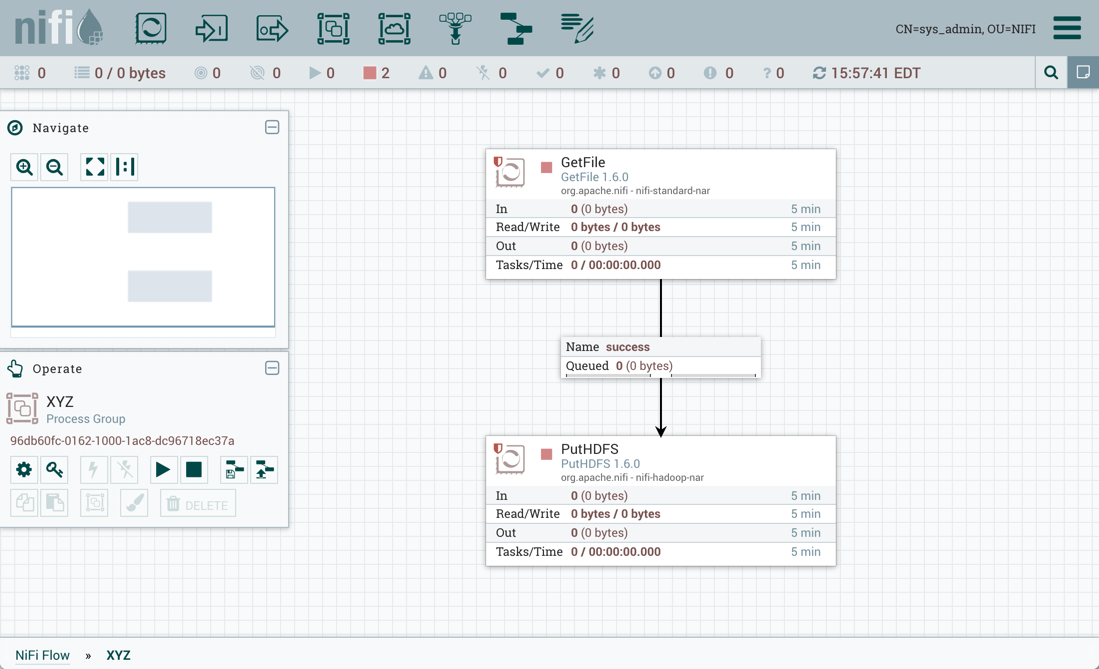 nifi
CN=sys_admin, OU=NIFI
0 0 / 0 bytes 0 0 0 2 0 0 0 0 0 0 ? 0 15:57:41 EDT
Navigate
Operate
XYZ
Process Group
96db60fc-0162-1000-1ac8-dc96718ec37a
DELETE
GetFile
GetFile 1.6.0
org.apache.nifi - nifi-standard-nar
In 0 (0 bytes) 5 min
Read/Write 0 bytes / 0 bytes 5 min
Out 0 (0 bytes) 5 min
Tasks/Time 0 / 00:00:00.000 5 min
Name success
Queued 0 (0 bytes)
PutHDFS
PutHDFS 1.6.0
org.apache.nifi - nifi-hadoop-nar
In 0 (0 bytes) 5 min
Read/Write 0 bytes / 0 bytes 5 min
Out 0 (0 bytes) 5 min
Tasks/Time 0 / 00:00:00.000 5 min
NiFi Flow » XYZ